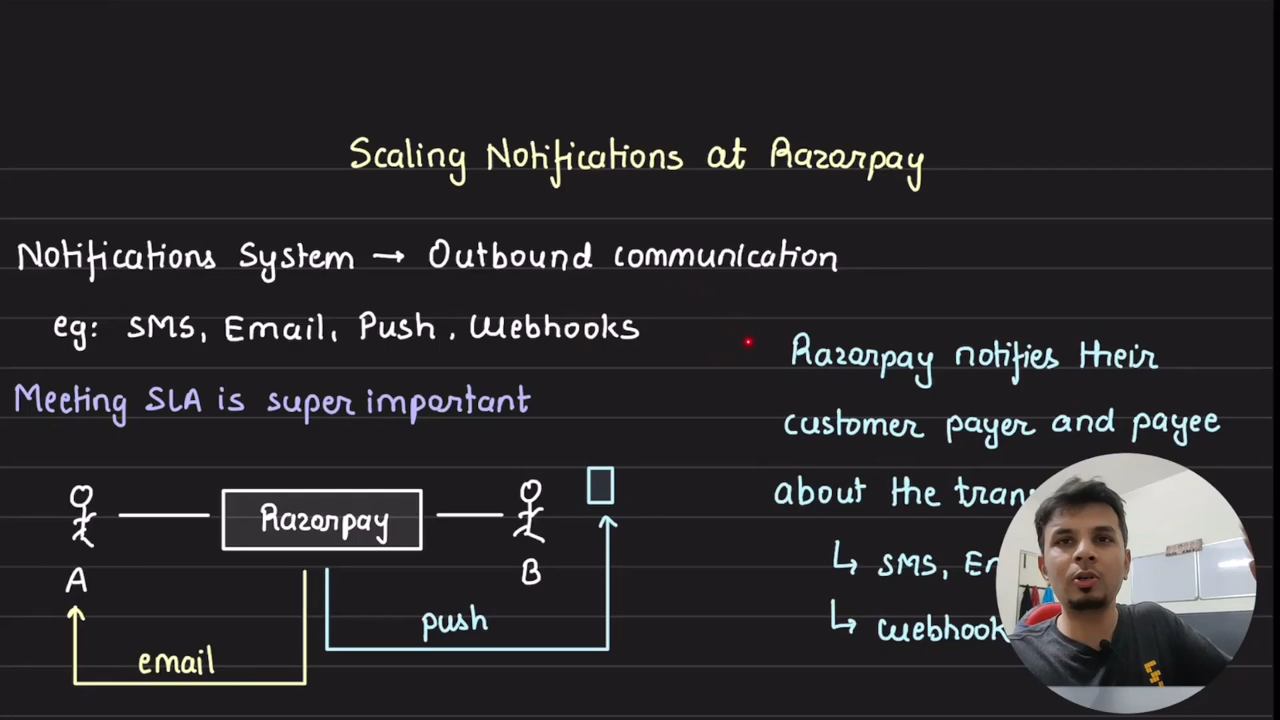 Scaling Notifications at Razorpay
Notifications System → Outbound communication
eg: SMS, Email, Push, Webhooks
Meeting SLA is super important
Razorpay notifies their
customer payer and payee
about the
↳ SMS,
↳
Razorpay
A
B
push
email